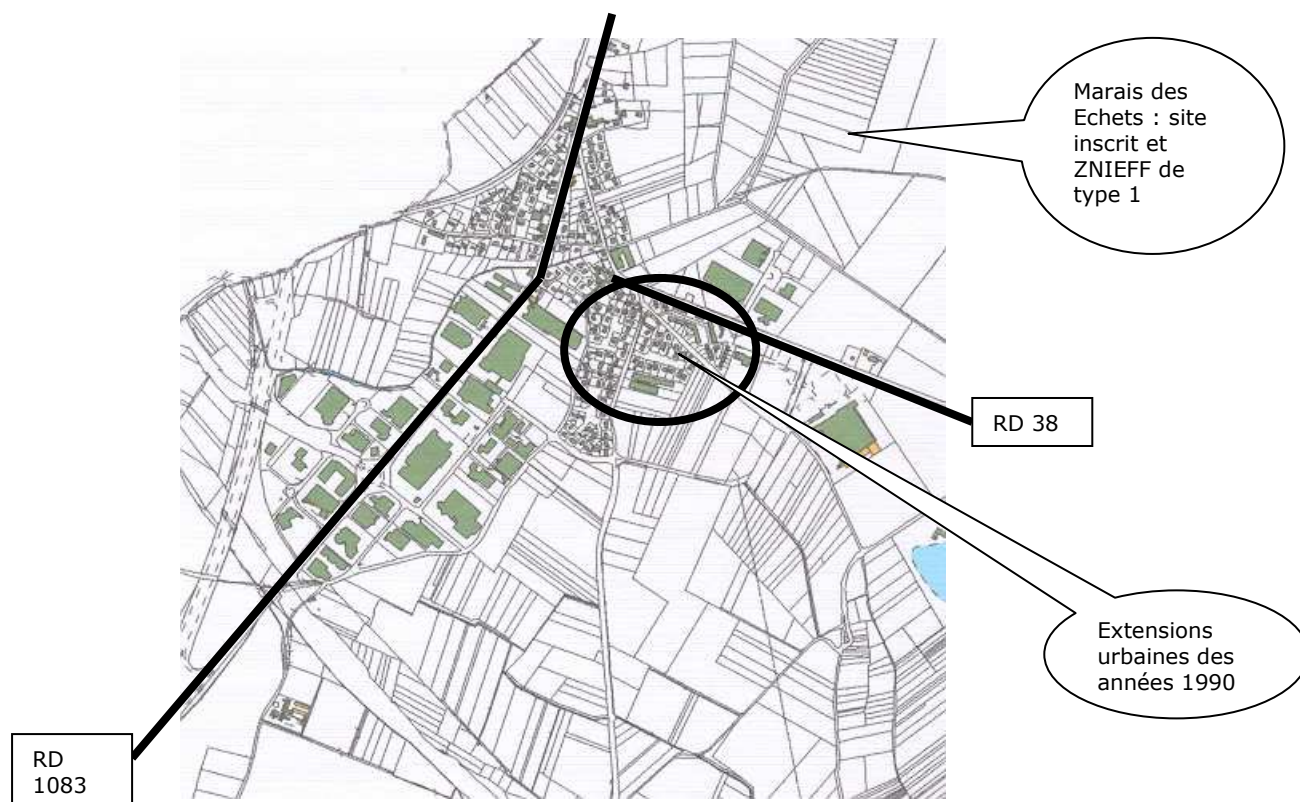 Marais des
Echets : site
inscrit et
ZNIEFF de
type 1
RD 38
Extensions
urbaines des
années 1990
RD
1083